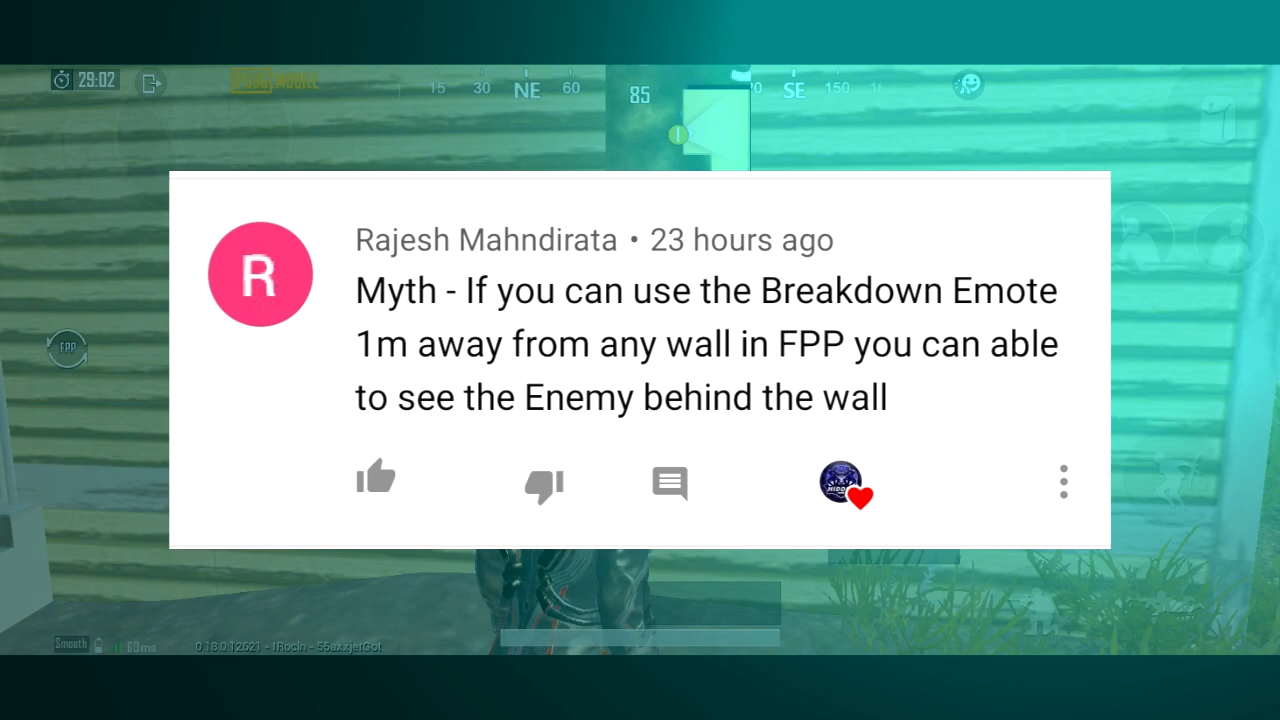 29:02
PUBG MOBILE
15 30 NE 60 85 SE 150
Rajesh Mahndirata • 23 hours ago
R
Myth - If you can use the Breakdown Emote
1m away from any wall in FPP you can able
to see the Enemy behind the wall
FPP
Smooth 60ms